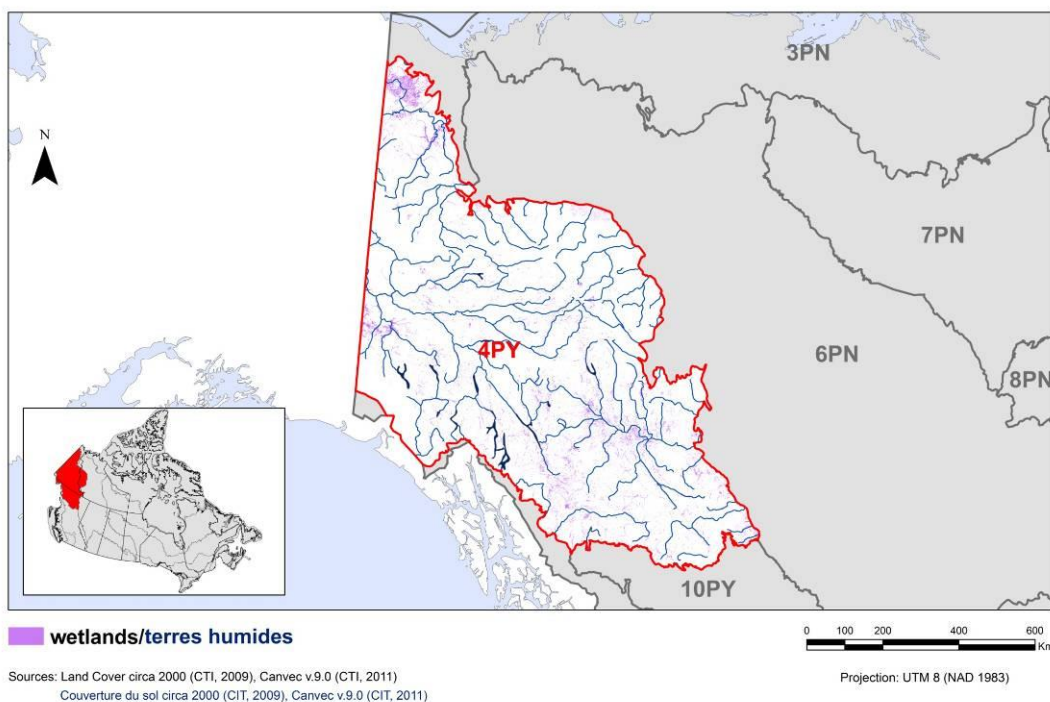 3PN
N
7PN
4PY
6PN
8PN
10PY
wetlands/terres humides
0 100 200 400 600
Km
Sources: Land Cover circa 2000 (CTI, 2009), Canvec v.9.0 (CTI, 2011)
Projection: UTM 8 (NAD 1983)
Couverture du sol circa 2000 (CIT, 2009), Canvec v.9.0 (CIT, 2011)